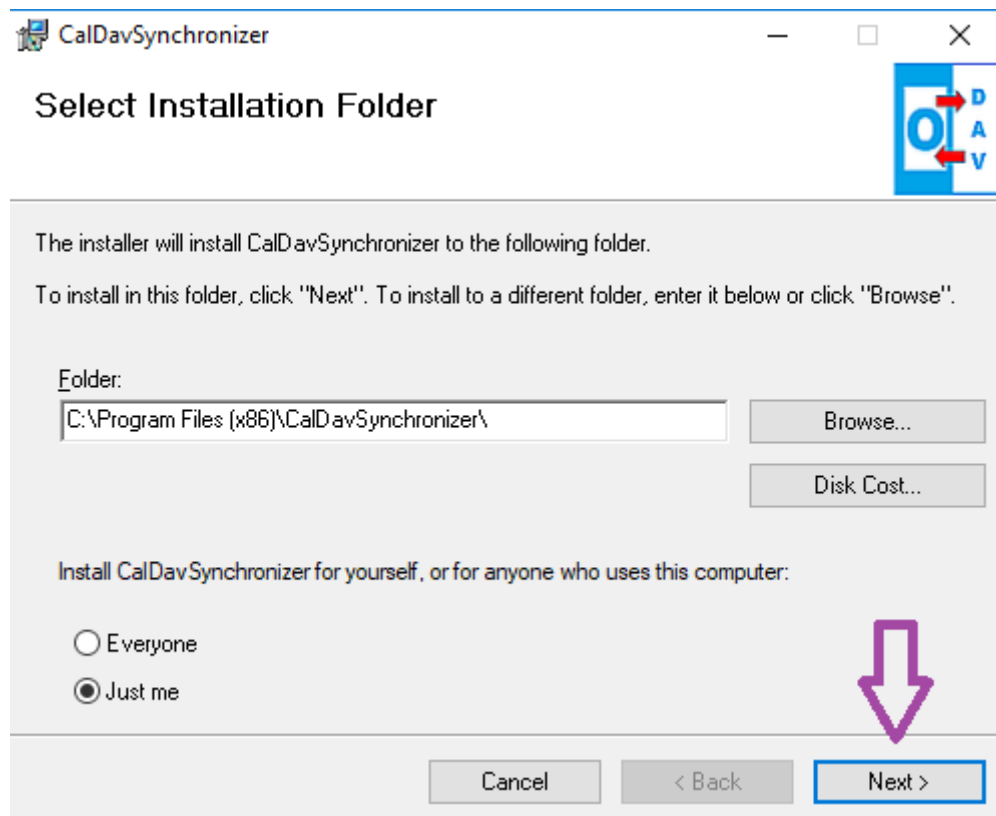 CalDavSynchronizer
Select Installation Folder
O
D
A
V
The installer will install CalDavSynchronizer to the following folder.
To install in this folder, click "Next". To install to a different folder, enter it below or click "Browse".
Folder:
C:\Program Files (x86)\CalDavSynchronizer\
Browse...
Disk Cost...
Install CalDavSynchronizer for yourself, or for anyone who uses this computer:
Everyone
Just me
Cancel
< Back
Next >